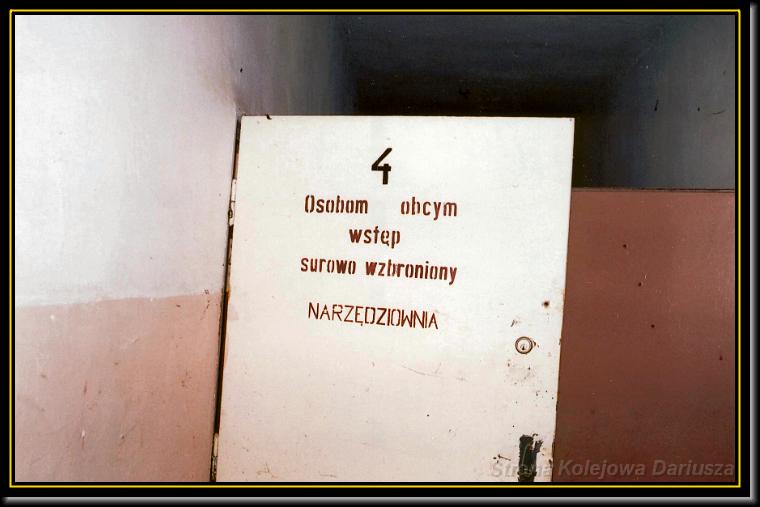 4
Osobom obcym
wstęp
surowo wzbroniony
NARZĘDZIOWNIA
Strona Kolejowa Dariusza